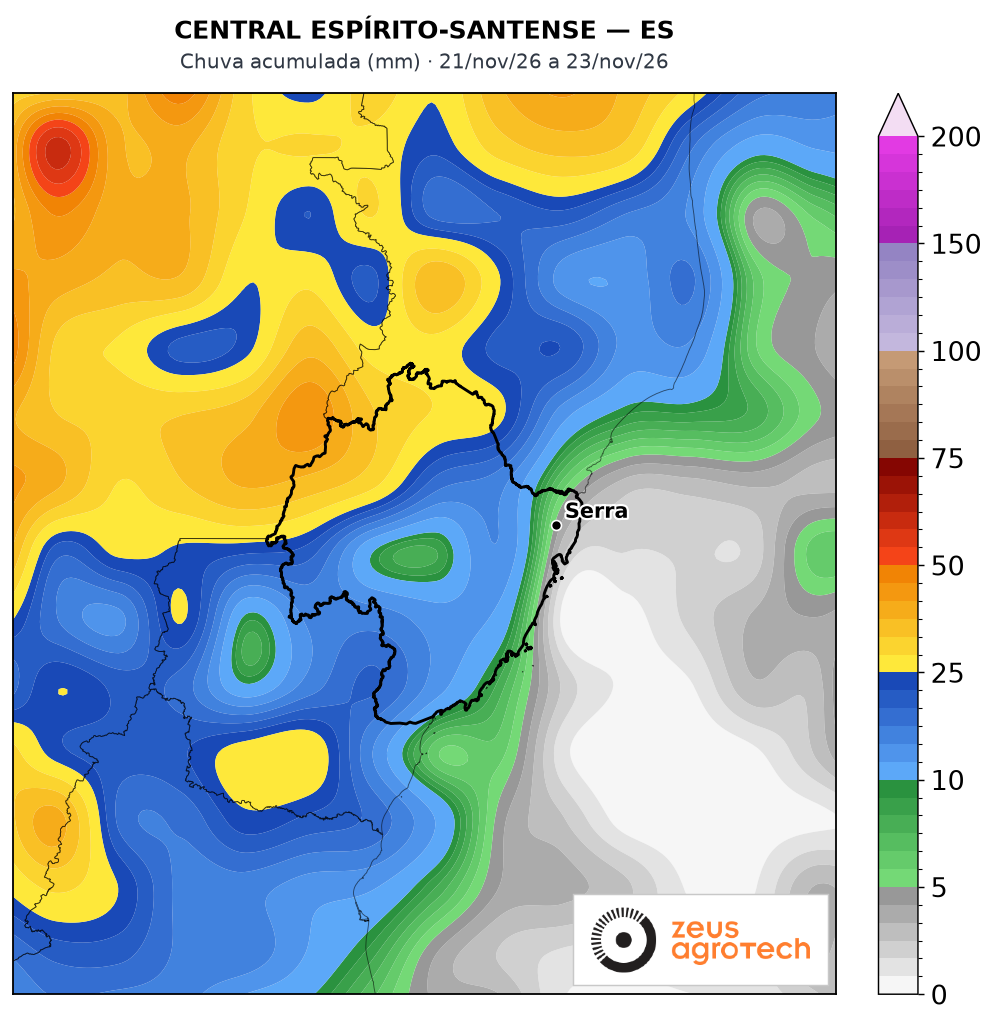 CENTRAL ESPÍRITO-SANTENSE — ES
Chuva acumulada (mm) · 21/nov/26 a 23/nov/26
200
150
100
75
50
25
10
5
0
Serra
zeus
agroтech